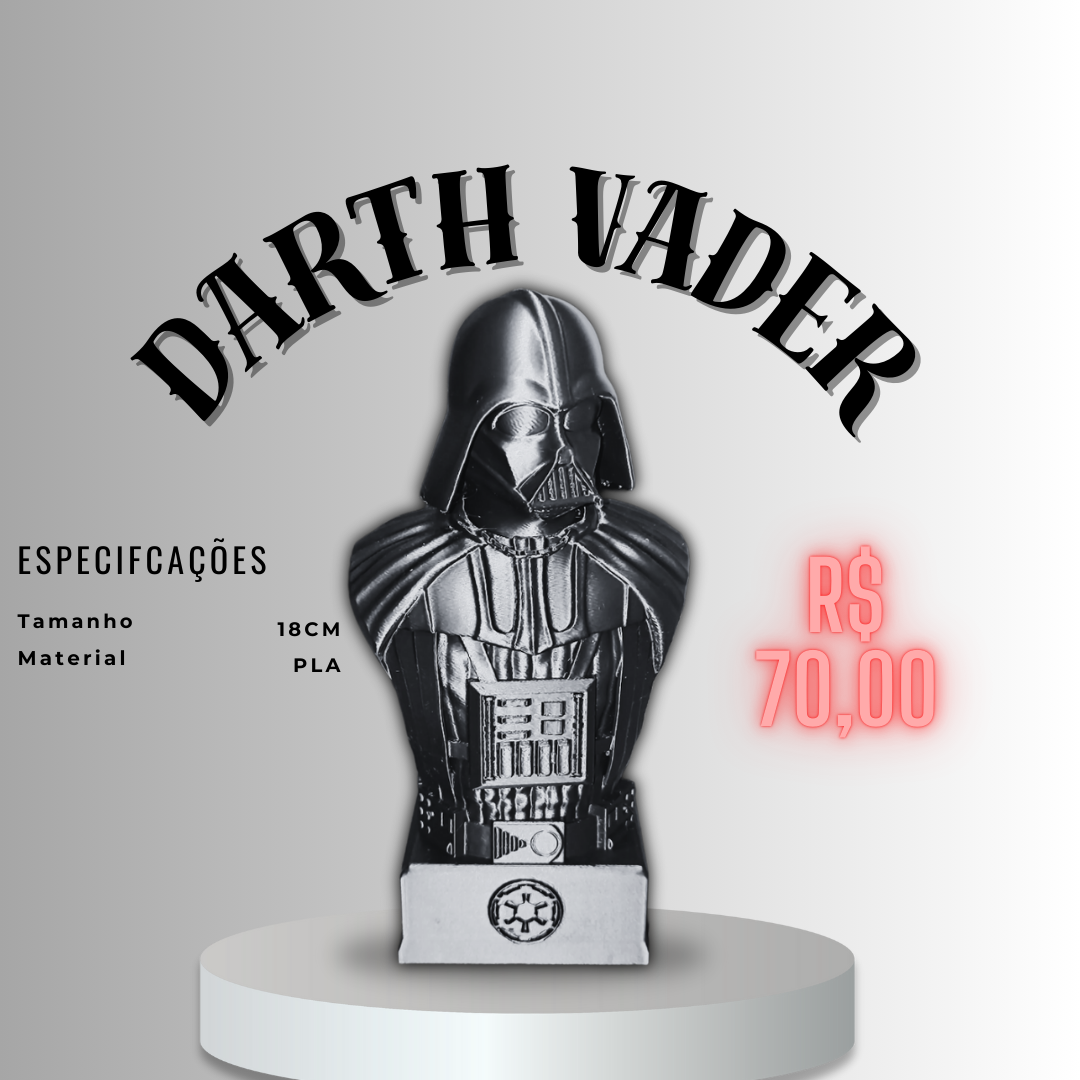 DARTH VADER
ESPECIFCAÇÕES
Tamanho 18CM
Material PLA
R$
70,00